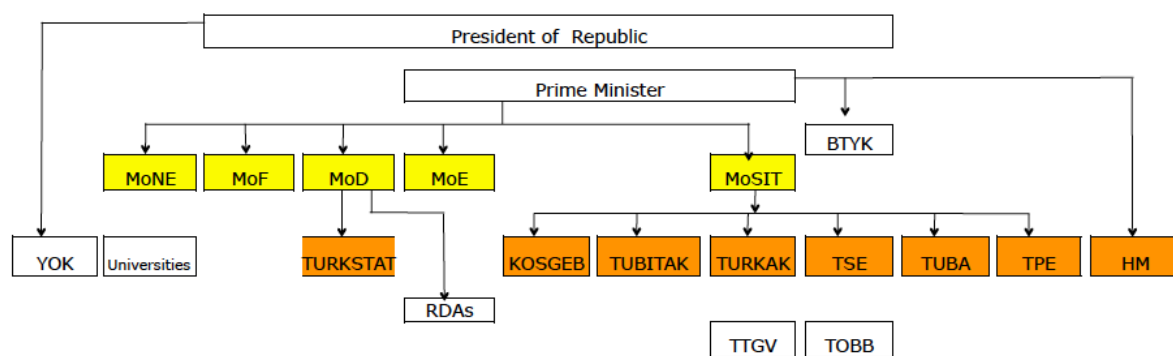 President of Republic
Prime Minister
BTYK
MoNE
MoF
MoD
MoE
MoSIT
YOK
Universities
TURKSTAT
KOSGEB
TUBITAK
TURKAK
TSE
TUBA
TPE
HM
RDAs
TTGV
TOBB